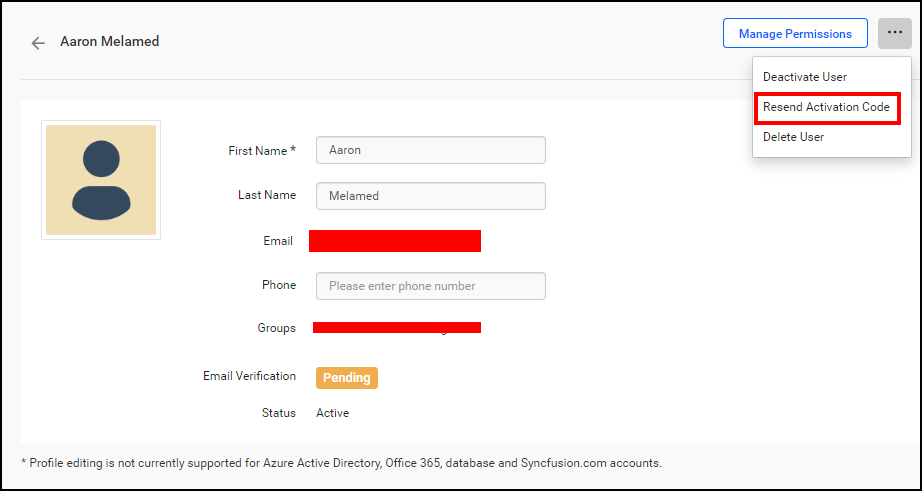 Aaron Melamed
Manage Permissions
...
Deactivate User
Resend Activation Code
Delete User
First Name *
Aaron
Last Name
Melamed
Email
Phone
Please enter phone number
Groups
Email Verification
Pending
Status
Active
* Profile editing is not currently supported for Azure Active Directory, Office 365, database and Syncfusion.com accounts.